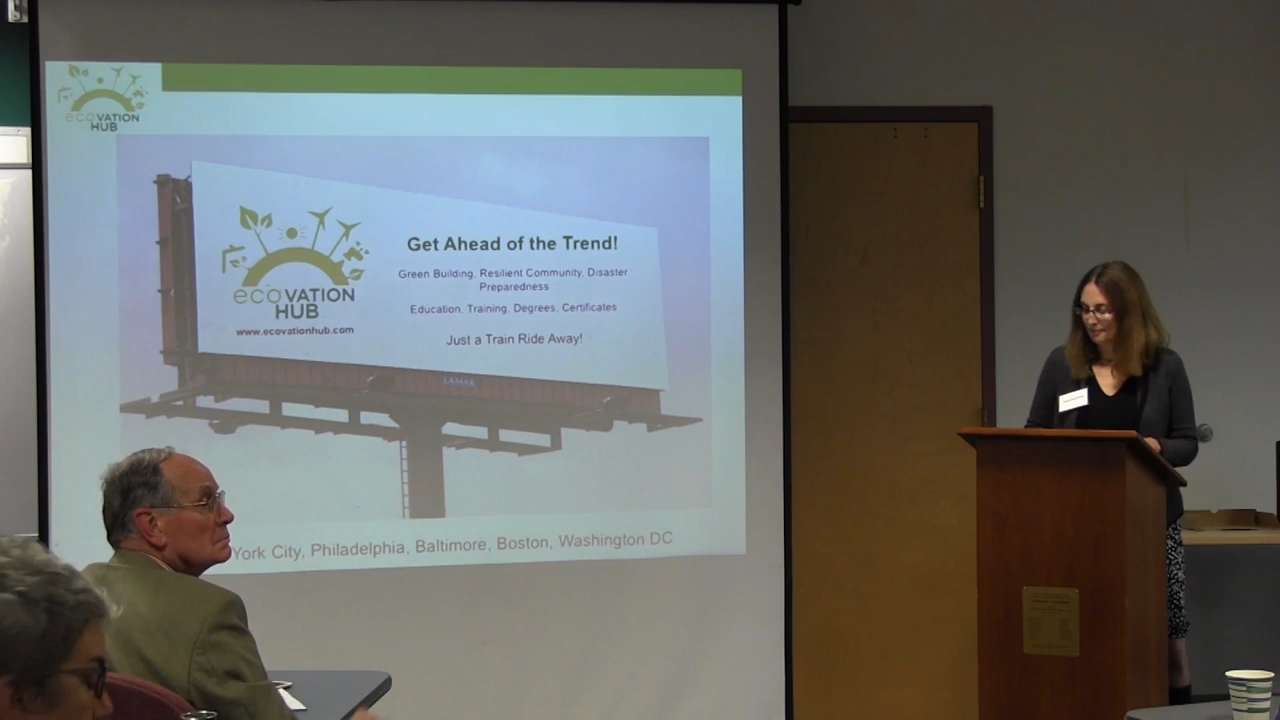 ecoVATION
HUB
ecoVATION
HUB
www.ecovationhub.com
Get Ahead of the Trend!
Green Building, Resilient Community, Disaster
Preparedness
Education, Training, Degrees, Certificates
Just a Train Ride Away!
LAMAR
York City, Philadelphia, Baltimore, Boston, Washington DC